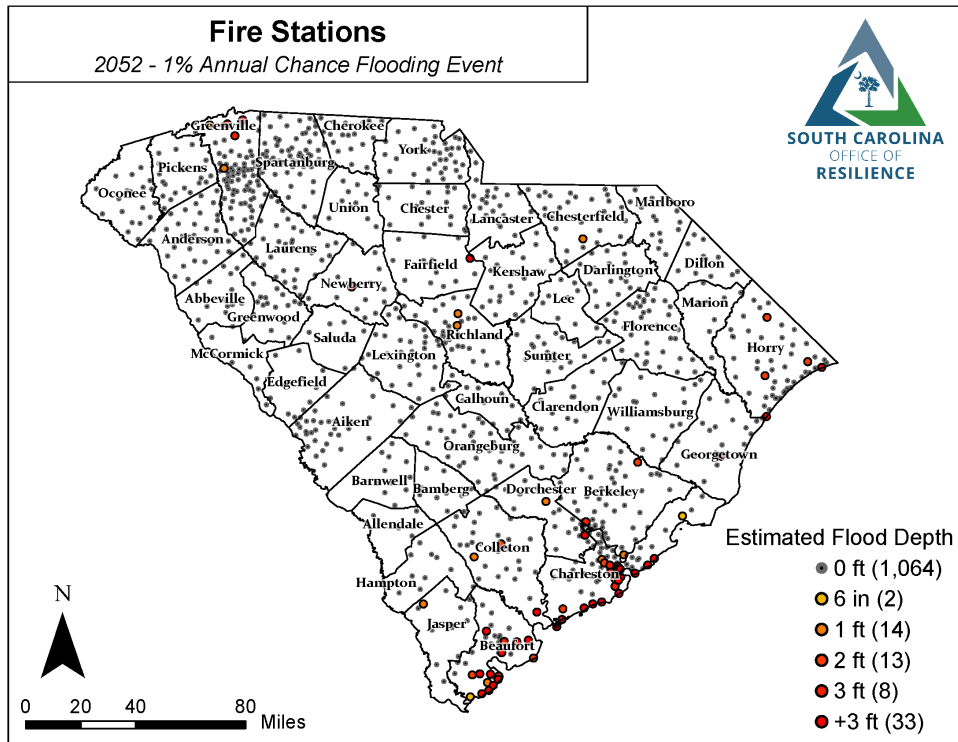 Fire Stations
2052 - 1% Annual Chance Flooding Event
SOUTH CAROLINA
OFFICE OF
RESILIENCE
Greenville
Cherokee
York
Pickens
Spartanburg
Oconee
Union
Chester
Lancaster
Chesterfield
Marlboro
Anderson
Laurens
Fairfield
Kershaw
Darlington
Dillon
Newberry
Abbeville
Greenwood
Lee
Marion
Saluda
Richland
Florence
Horry
McCormick
Lexington
Sumter
Edgefield
Calhoun
Clarendon
Williamsburg
Aiken
Orangeburg
Georgetown
Barnwell
Bamberg
Dorchester
Berkeley
Allendale
Colleton
Charleston
Hampton
Jasper
Beaufort
Estimated Flood Depth
0 ft (1,064)
6 in (2)
1 ft (14)
2 ft (13)
3 ft (8)
+3 ft (33)
N
0 20 40 80
Miles